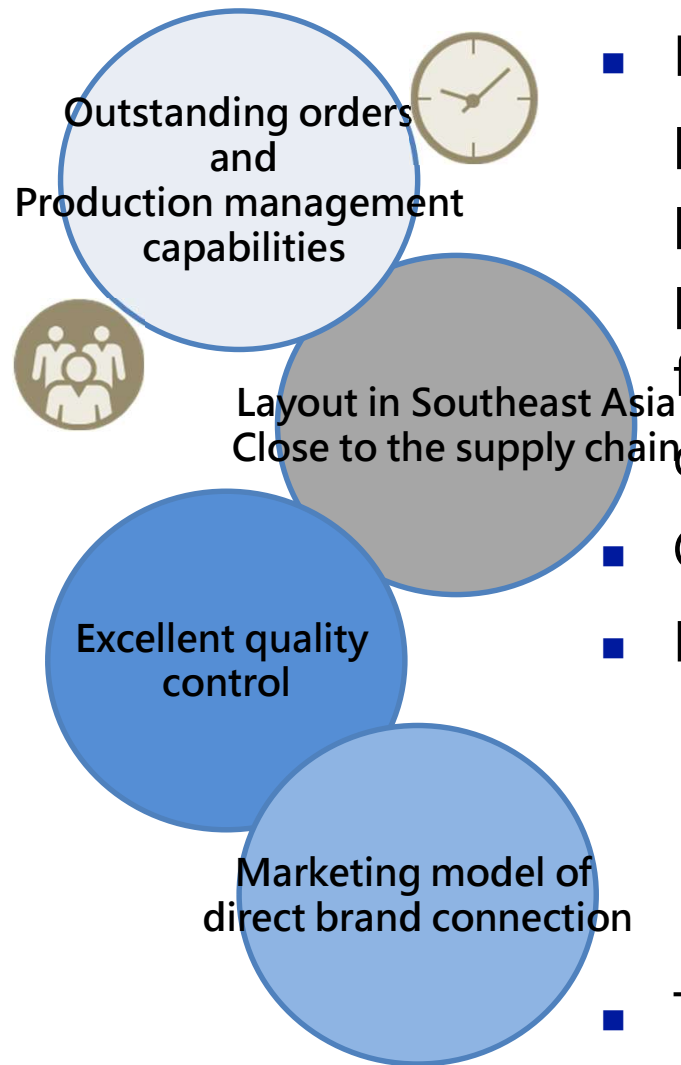 Outstanding orders
and
Production management
capabilities
Layout in Southeast Asia
Close to the supply chain
Excellent quality
control
Marketing model of
direct brand connection